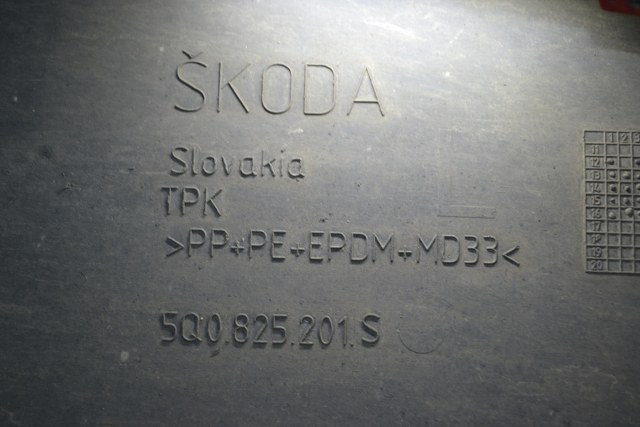 ŠKODA
Slovakia
TPK
>PP+PE+EPDM+MD33<
5Q0.825.201.S